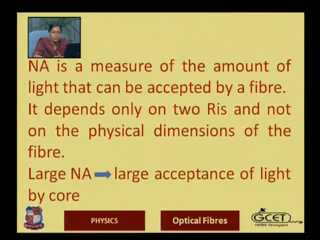 NA is a measure of the amount of
light that can be accepted by a fibre.
It depends only on two Ris and not
on the physical dimensions of the
fibre.
Large NA large acceptance of light
by core
PHYSICS
Optical Fibres
GCET